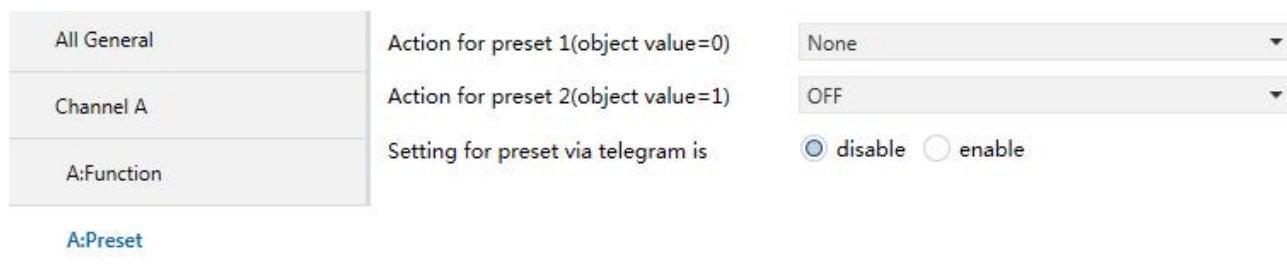 All General
Channel A
A:Function
A:Preset
Action for preset 1(object value=0) None
Action for preset 2(object value=1) OFF
Setting for preset via telegram is disable enable